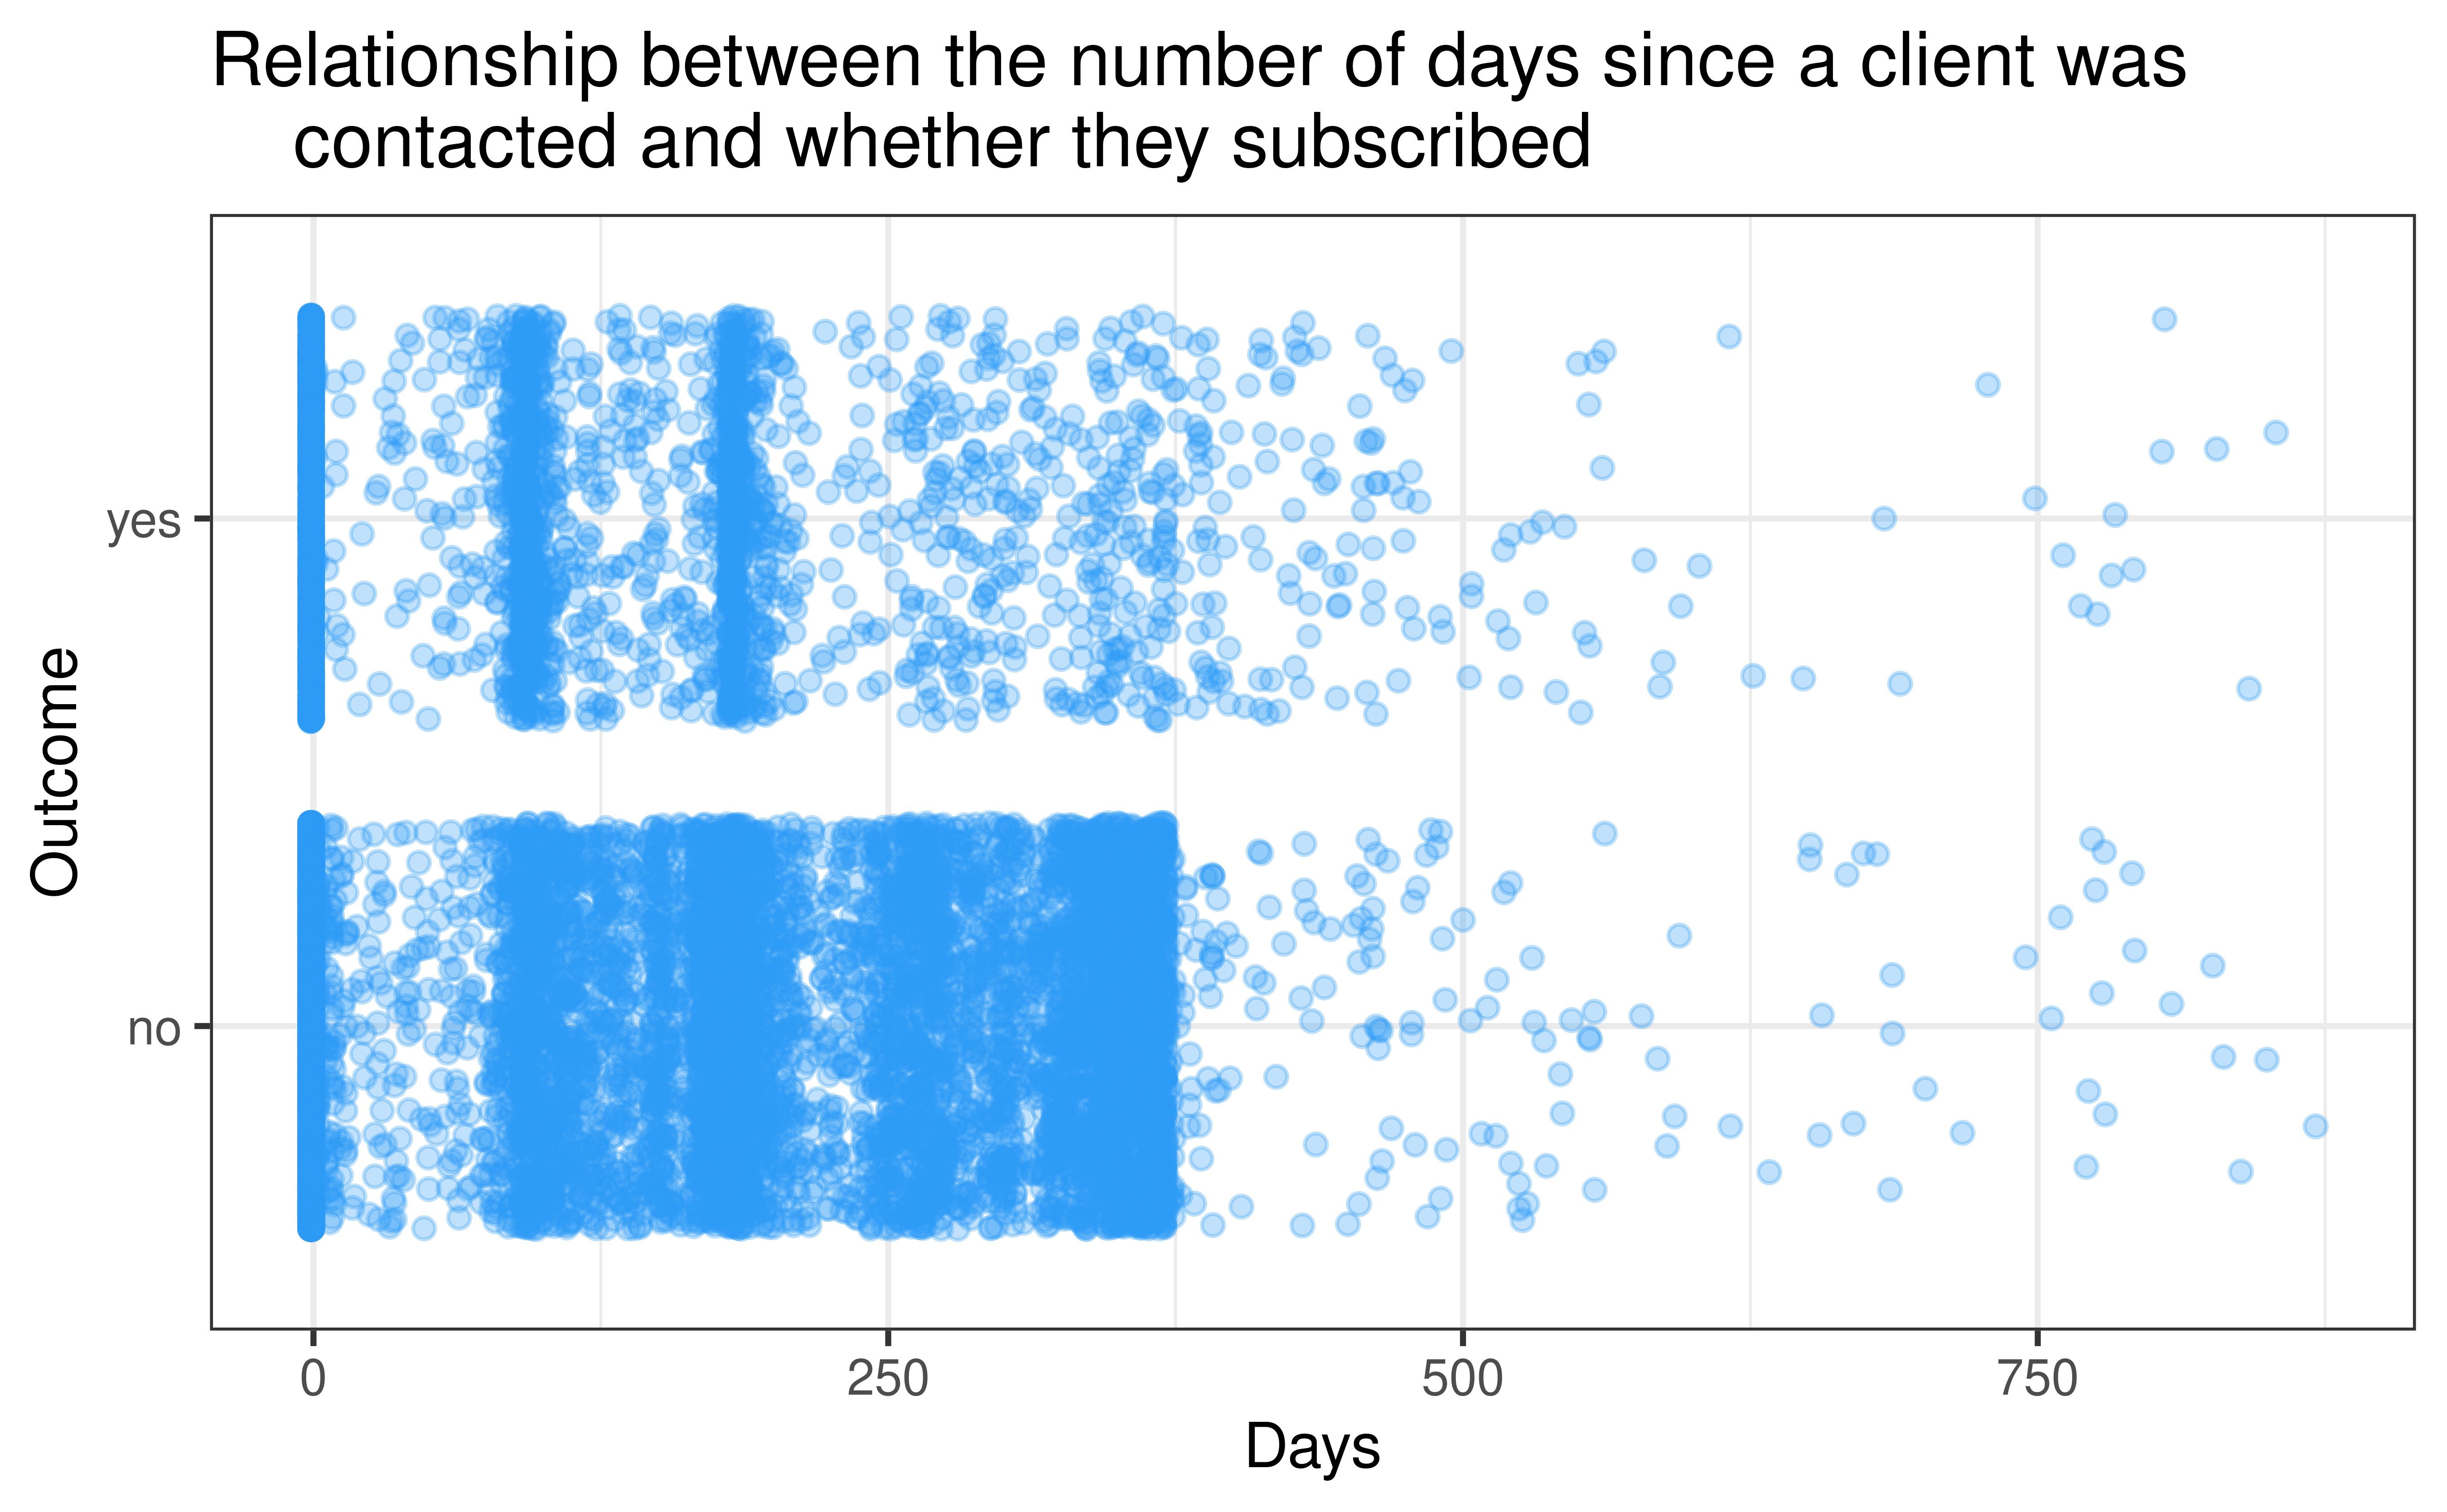 Relationship between the number of days since a client was
contacted and whether they subscribed
Outcome
yes
no
0 250 500 750
Days